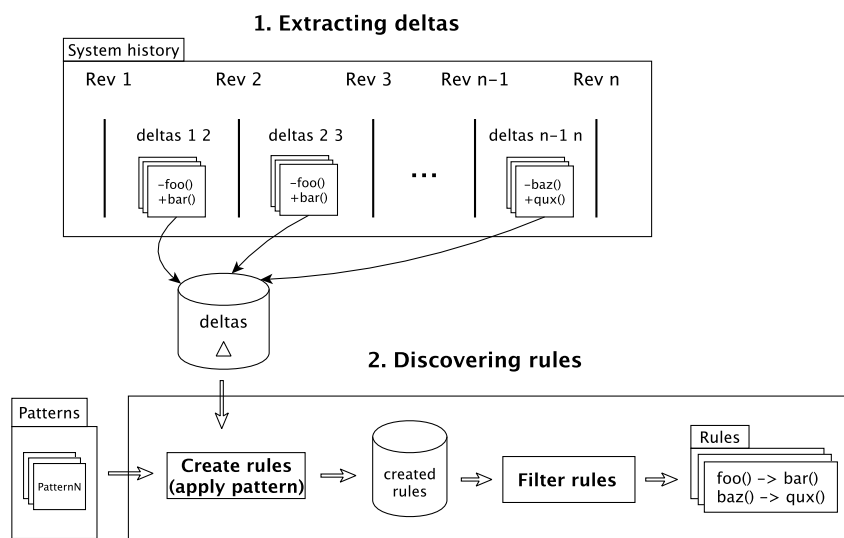 1. Extracting deltas
System history
Rev 1 Rev 2 Rev 3 Rev n-1 Rev n
deltas 1 2 deltas 2 3 deltas n-1 n
-foo() -foo() ... -baz()
+bar() +bar() +qux()
deltas
△
2. Discovering rules
Patterns
PatternN
Create rules
(apply pattern)
created
rules
Filter rules
Rules
foo() -> bar()
baz() -> qux()